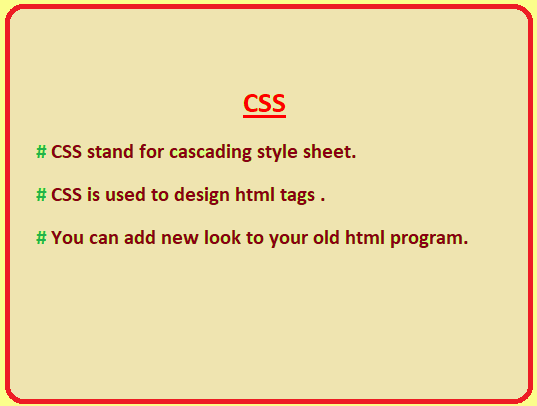 CSS
# CSS stand for cascading style sheet.
# CSS is used to design html tags .
# You can add new look to your old html program.